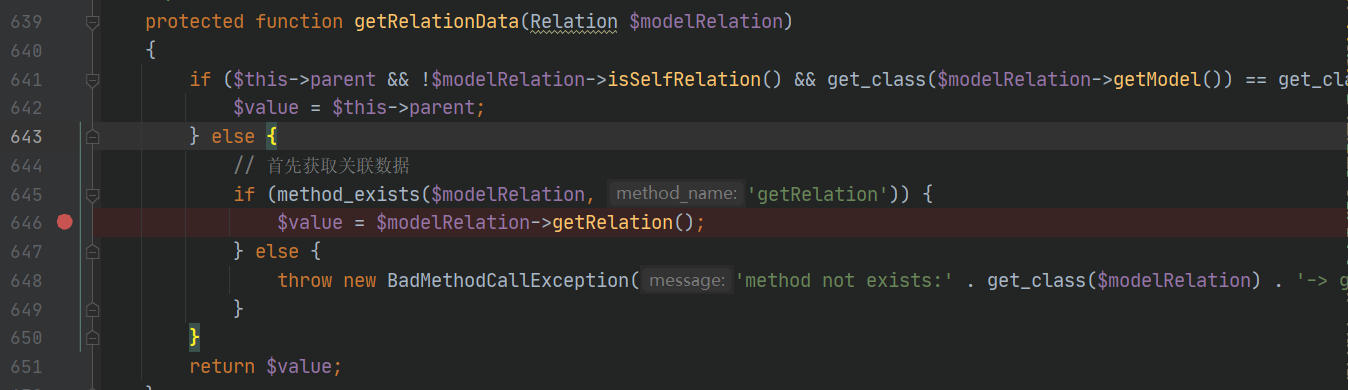 639 protected function getRelationData(Relation $modelRelation)
640 {
641 if ($this->parent && !$modelRelation->isSelfRelation() && get_class($modelRelation->getModel()) == get_cla
642 $value = $this->parent;
643 } else {
644 // 首先获取关联数据
645 if (method_exists($modelRelation, method_name: 'getRelation')) {
646 $value = $modelRelation->getRelation();
647 } else {
648 throw new BadMethodCallException( message: 'method not exists:' . get_class($modelRelation) . '-> g
649 }
650 }
651 return $value;